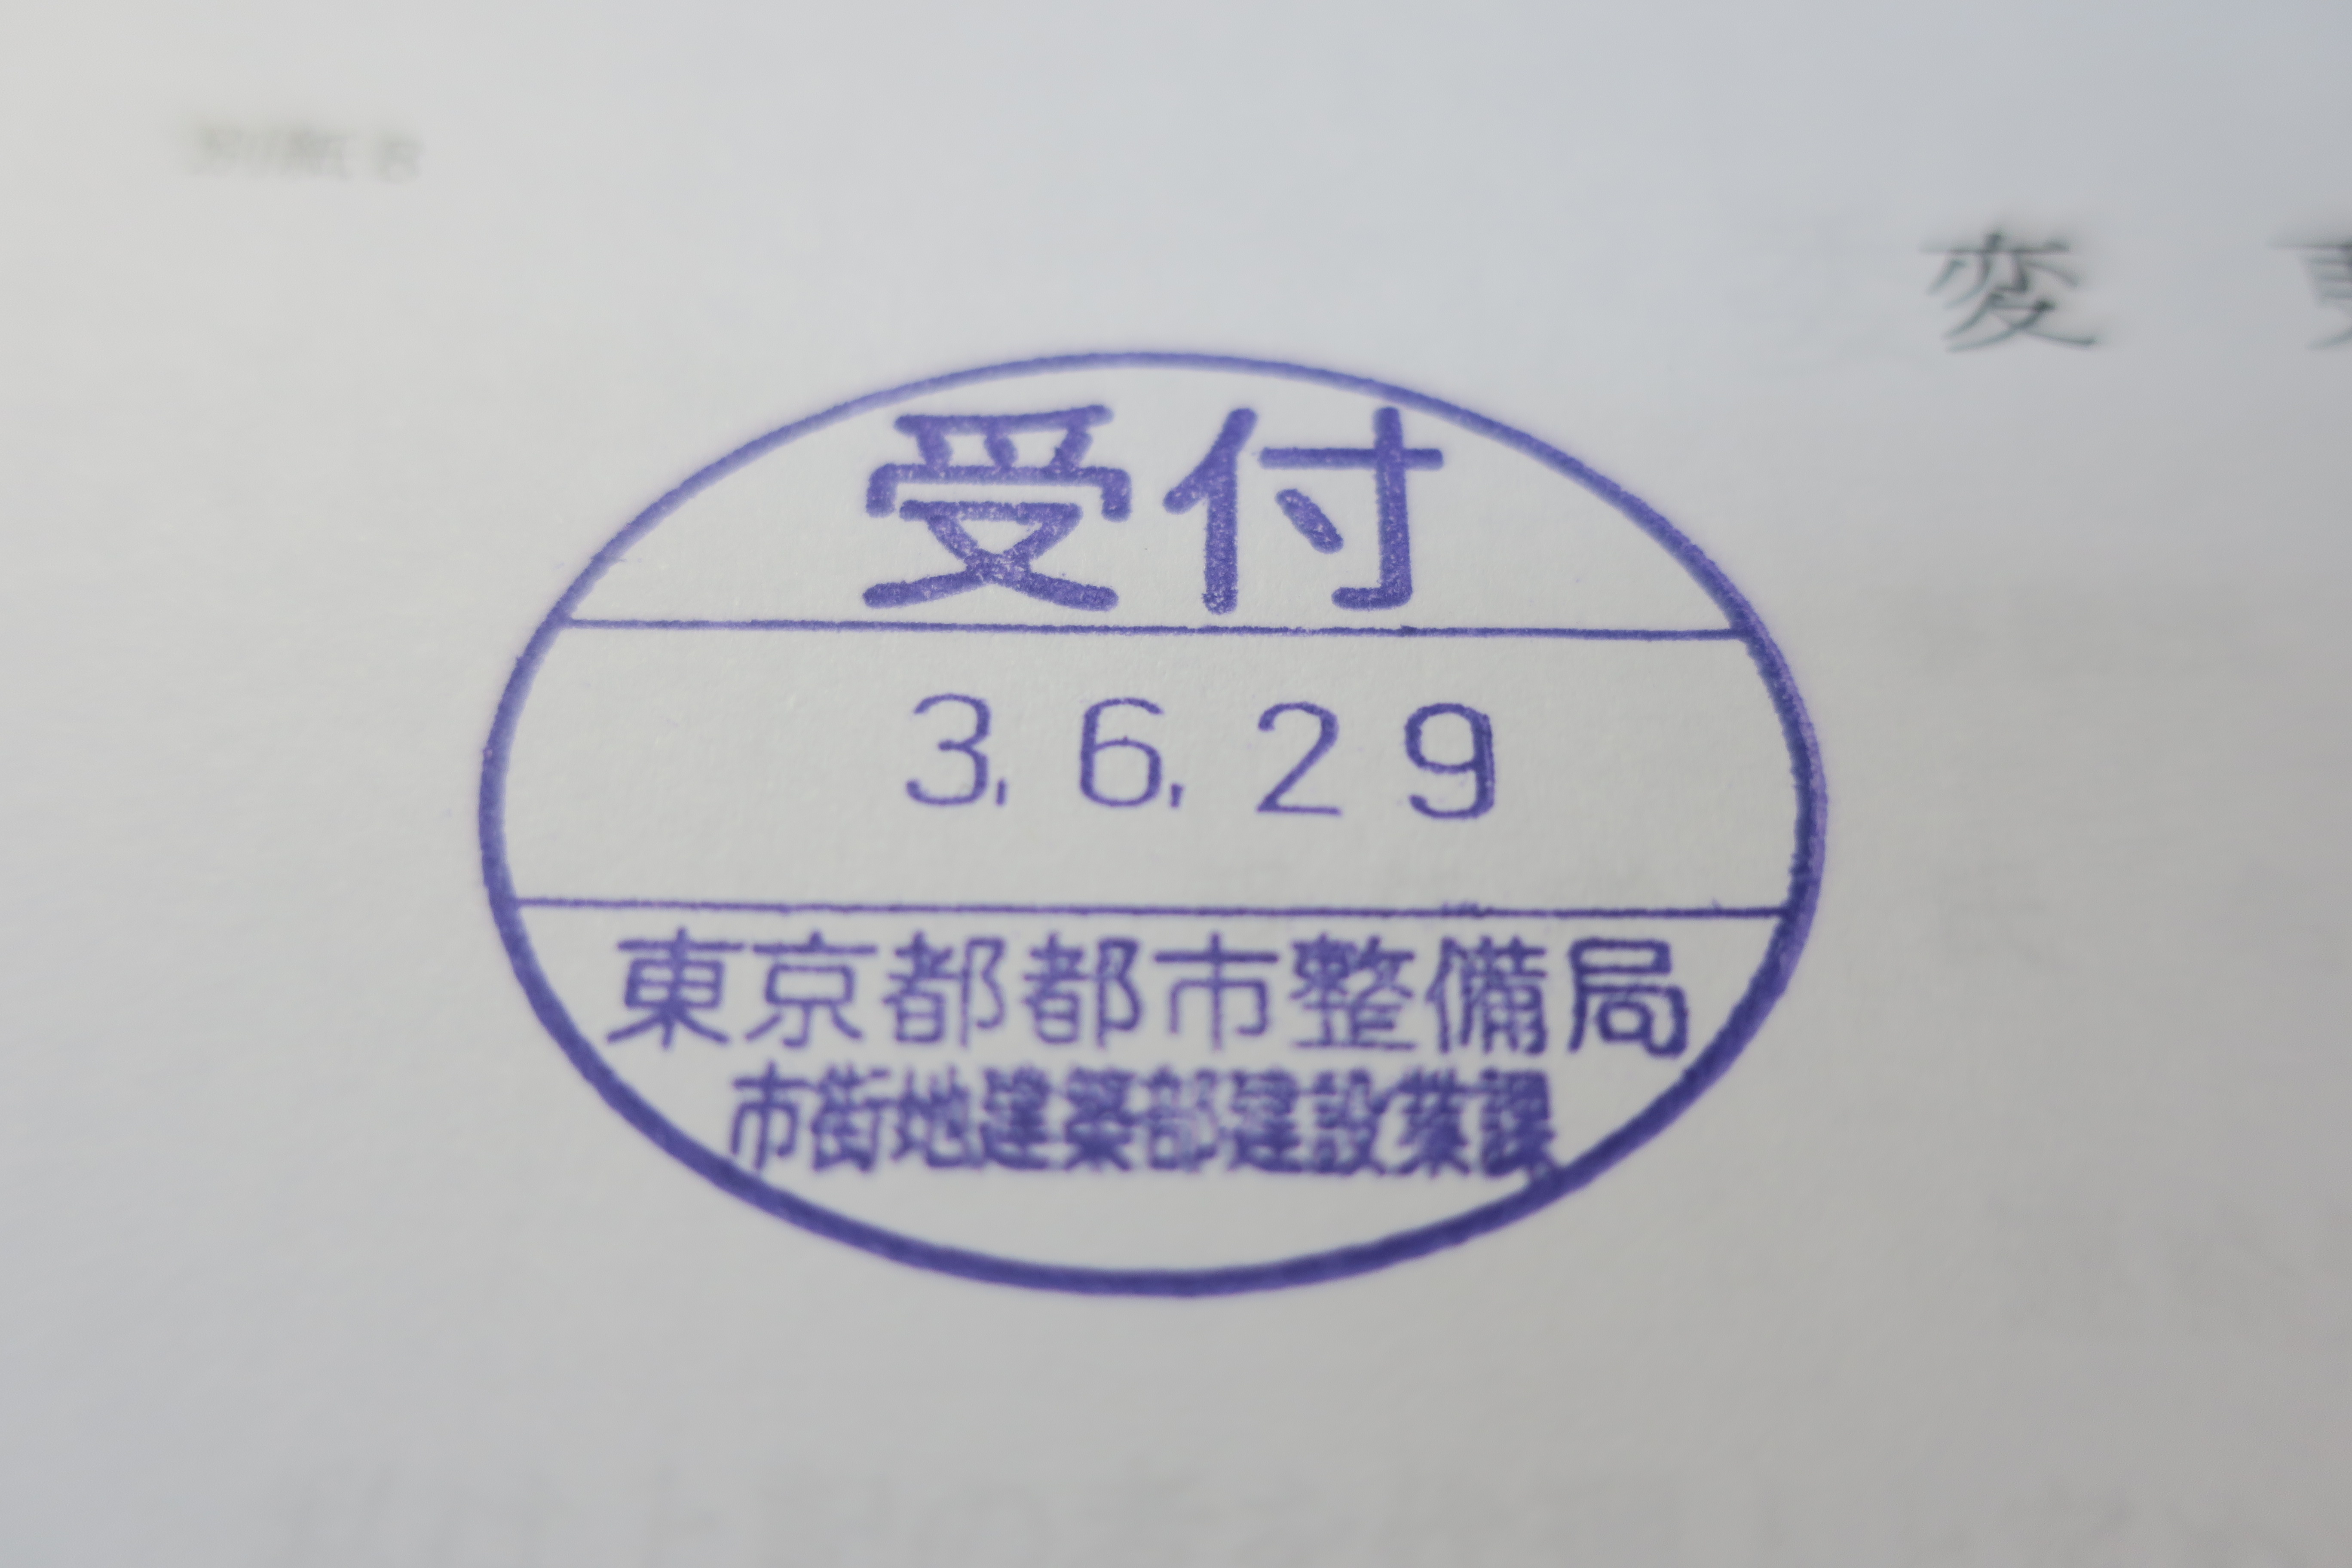 変
受付
3. 6. 29
東京都都市整備局
市街地建築部建設業課